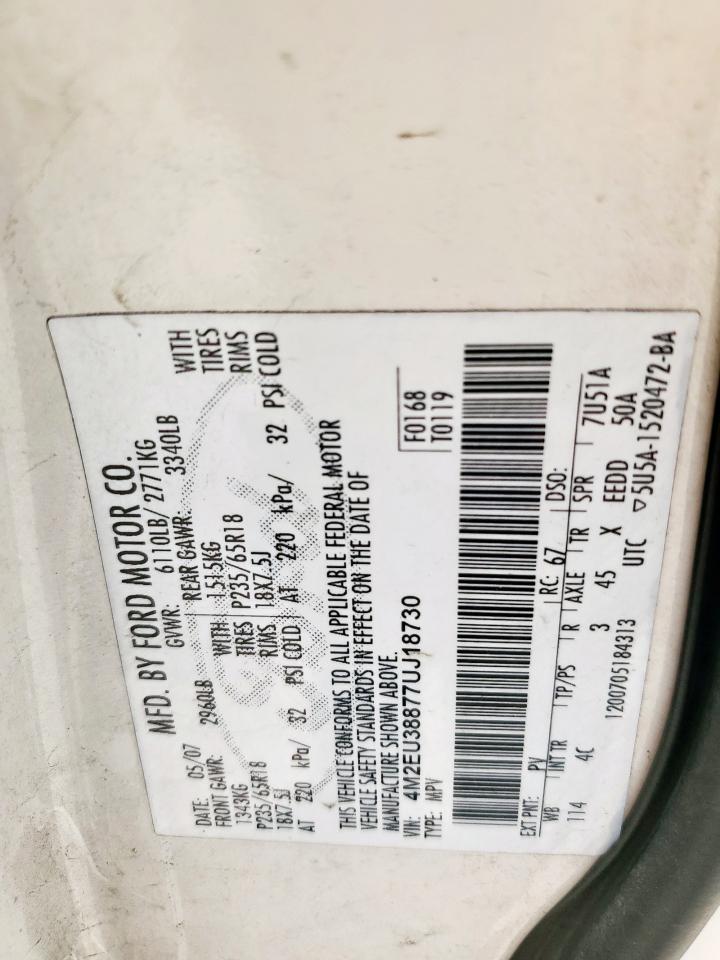 MFD. BY FORD MOTOR CO.
DATE: 05/07 GVWR: 6110LB/ 2771KG
FRONT GAWR: 2960LB REAR GAWR: 3340LB
1343KG WITH 1515KG WITH
P235/65R18 TIRES P235/65R18 TIRES
18X7.5J RIMS 18X7.5J RIMS
AT 220 kPa/ 32 PSI COLD AT 220 kPa/ 32 PSI COLD
THIS VEHICLE CONFORMS TO ALL APPLICABLE FEDERAL MOTOR
VEHICLE SAFETY STANDARDS IN EFFECT ON THE DATE OF
MANUFACTURE SHOWN ABOVE.
VIN: 4M2EU38877UJ18730
TYPE: MPV
F0168
T0119
EXT PNT: PV RC: 67 DSO:
WB INT TR TP/PS R AXLE TR SPR 7U51A
114 4C 3 45 X EEDD 50A
1200705184313 UTC ▽5U5A-1520472-BA